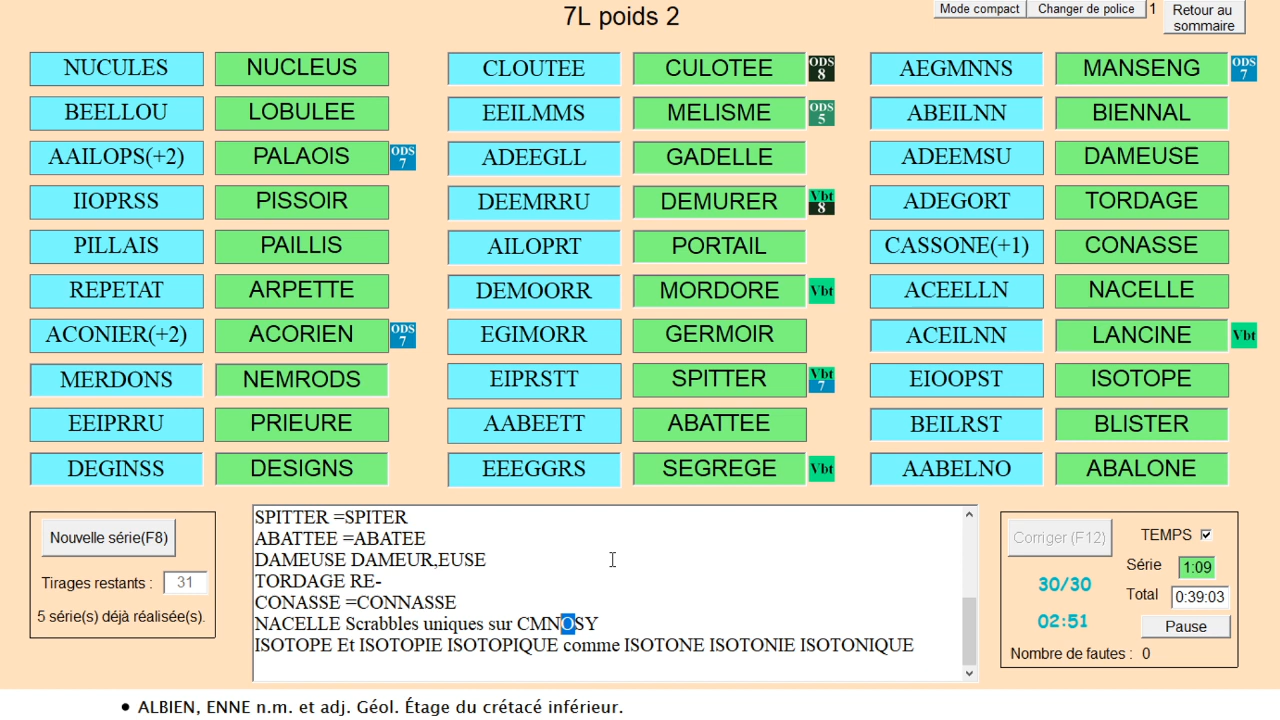 7L poids 2
Mode compact Changer de police 1 Retour au
sommaire
NUCULES NUCLEUS CLOUTEE CULOTEE ODS 8 AEGMNNS MANSENG ODS 7
BEELLOU LOBULEE EEILMMS MELISME ODS 5 ABEILNN BIENNAL
AAILOPS(+2) PALAOIS ODS 7 ADEEGLL GADELLE ADEEMSU DAMEUSE
IIOPRSS PISSOIR DEEMRRU DEMURER Vbt 8 ADEGORT TORDAGE
PILLAIS PAILLIS AILOPRT PORTAIL CASSONE(+1) CONASSE
REPETAT ARPETTE DEMOORR MORDORE Vbt ACEELLN NACELLE
ACONIER(+2) ACORIEN ODS 7 EGIMORR GERMOIR ACEILNN LANCINE Vbt
MERDONS NEMRODS EIPRSTT SPITTER Vbt 7 EIOOPST ISOTOPE
EEIPRRU PRIEURE AABEETT ABATTEE BEILRST BLISTER
DEGINSS DESIGNS EEEGGRS SEGREGE Vbt AABELNO ABALONE
Nouvelle série(F8)
Tirages restants : 31
5 série(s) déjà réalisée(s).
SPITTER =SPITER
ABATTEE =ABATEE
DAMEUSE DAMEUR,EUSE
TORDAGE RE-
CONASSE =CONNASSE
NACELLE Scrabbles uniques sur CMNOSY
ISOTOPE Et ISOTOPIE ISOTOPIQUE comme ISOTONE ISOTONIE ISOTONIQUE
Corriger (F12) TEMPS
Série 1:09
30/30
Total 0:39:03
02:51 Pause
Nombre de fautes : 0
• ALBIEN, ENNE n.m. et adj. Géol. Étage du crétacé inférieur.